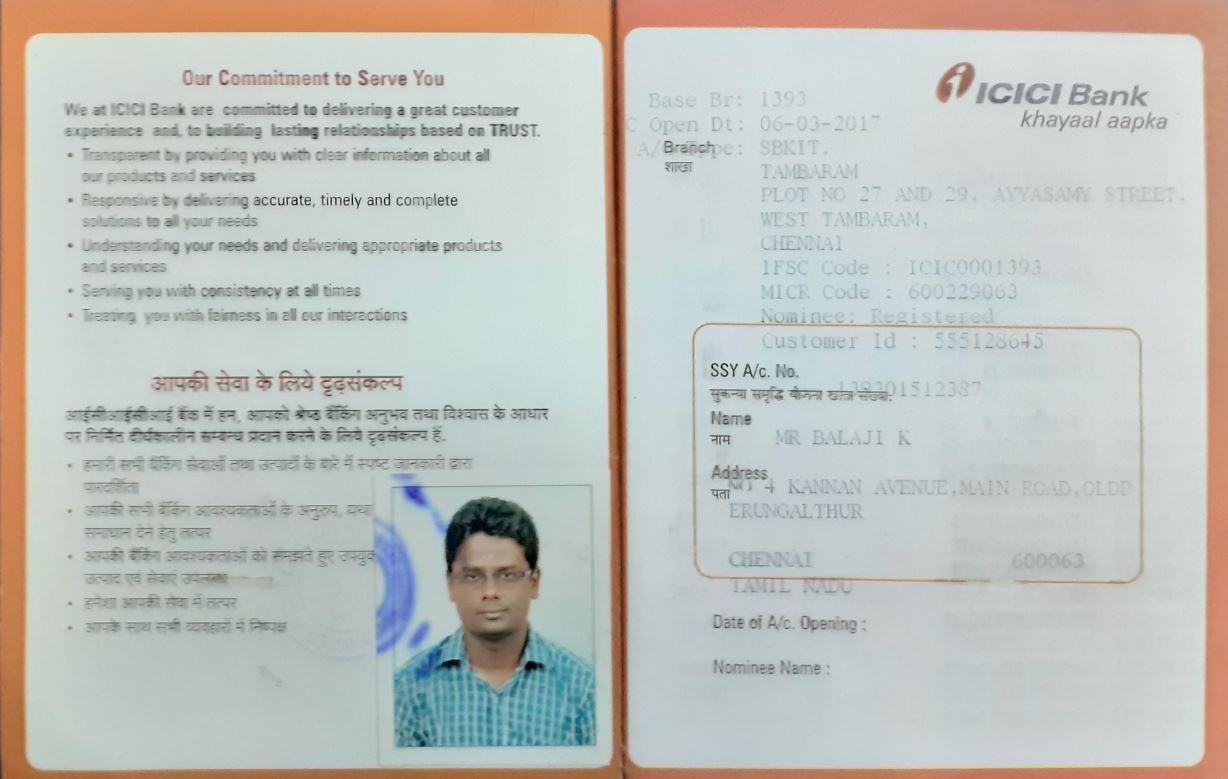 Our Commitment to Serve You
We at ICICI Bank are committed to delivering a great customer
experience and, to building lasting relationships based on TRUST.
• Transparent by providing you with clear information about all
our products and services
• Responsive by delivering accurate, timely and complete
solutions to all your needs
• Understanding your needs and delivering appropriate products
and services
• Serving you with consistency at all times
• Treating you with fairness in all our interactions
आपकी सेवा के लिये दृढ़संकल्प
आईसीआईसीआई बैंक में हम, आपको श्रेष्ठ बैंकिंग अनुभव तथा विश्वास के आधार
पर निर्मित दीर्घकालीन सम्बन्ध प्रदान करने के लिये दृढ़संकल्प हैं.
• हमारी सभी बैंकिंग सेवाओं तथा उत्पादों के बारे में स्पष्ट जानकारी द्वारा
पारदर्शिता
• आपकी सभी बैंकिंग आवश्यकताओं के अनुरुप, यथा
समाधान देने हेतु तत्पर
• आपकी बैंकिंग आवश्यकताओं को समझते हुए उपयुक्
उत्पाद एवं सेवाएं उपलब्ध
• हमेशा आपकी सेवा में तत्पर
• आपके साथ सभी व्यवहारों में निष्पक्ष
ICICI Bank
khayaal aapka
Base Br: 1393
C Open Dt: 06-03-2017
Branch
शाखा
SBKIT.
TAMBARAM
PLOT NO 27 AND 29, AYYASAMY STREET,
WEST TAMBARAM,
CHENNAI
IFSC Code : ICIC0001393
MICR Code : 600229063
Nominee: Registered
Customer Id : 555128645
SSY A/c. No.
सुकन्या समृद्धि योजना खाता संख्या: 139301512387
Name
नाम MR BALAJI K
Address
पता 4 KANNAN AVENUE,MAIN ROAD,OLDP
ERUNGALTHUR
CHENNAI 600063
TAMIL NADU
Date of A/c. Opening :
Nominee Name :